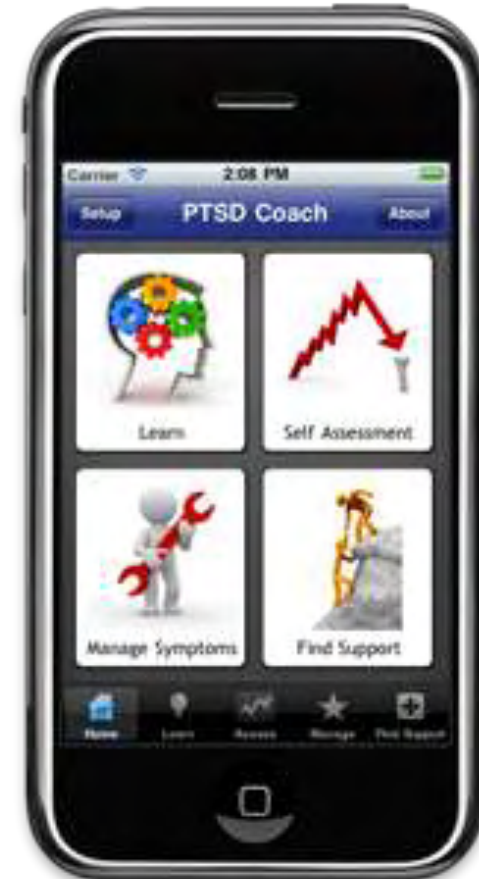 Carrier 2:08 PM
Setup PTSD Coach About
Learn Self Assessment
Manage Symptoms Find Support
Home Learn Assess Manage Find Support